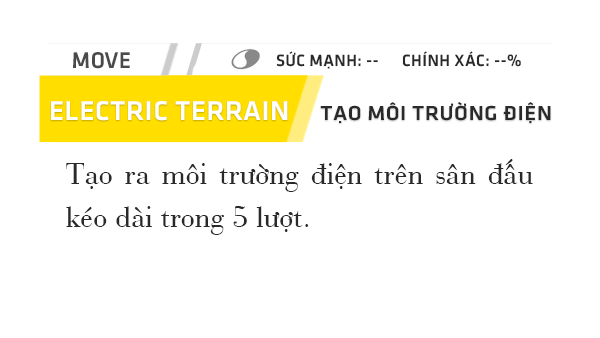 MOVE SỨC MẠNH: -- CHÍNH XÁC: --%
ELECTRIC TERRAIN TẠO MÔI TRƯỜNG ĐIỆN
Tạo ra môi trường điện trên sân đấu
kéo dài trong 5 lượt.